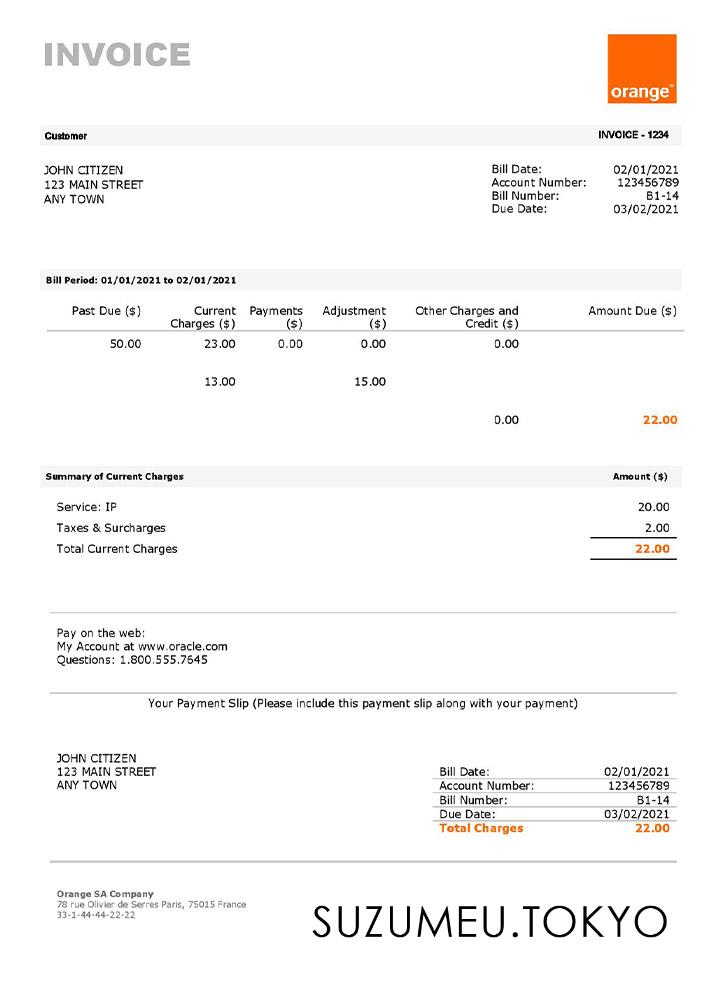 INVOICE
orange™
Customer INVOICE - 1234
JOHN CITIZEN
123 MAIN STREET
ANY TOWN
Bill Date: 02/01/2021
Account Number: 123456789
Bill Number: B1-14
Due Date: 03/02/2021
Bill Period: 01/01/2021 to 02/01/2021
Past Due ($) Current Payments Adjustment Other Charges and Amount Due ($)
Charges ($) ($) ($) Credit ($)
50.00 23.00 0.00 0.00 0.00
13.00 15.00
0.00 22.00
Summary of Current Charges Amount ($)
Service: IP 20.00
Taxes & Surcharges 2.00
Total Current Charges 22.00
Pay on the web:
My Account at www.oracle.com
Questions: 1.800.555.7645
Your Payment Slip (Please include this payment slip along with your payment)
JOHN CITIZEN
123 MAIN STREET
ANY TOWN
Bill Date: 02/01/2021
Account Number: 123456789
Bill Number: B1-14
Due Date: 03/02/2021
Total Charges 22.00
Orange SA Company
78 rue Olivier de Serres Paris, 75015 France
33-1-44-44-22-22
SUZUMEU.TOKYO